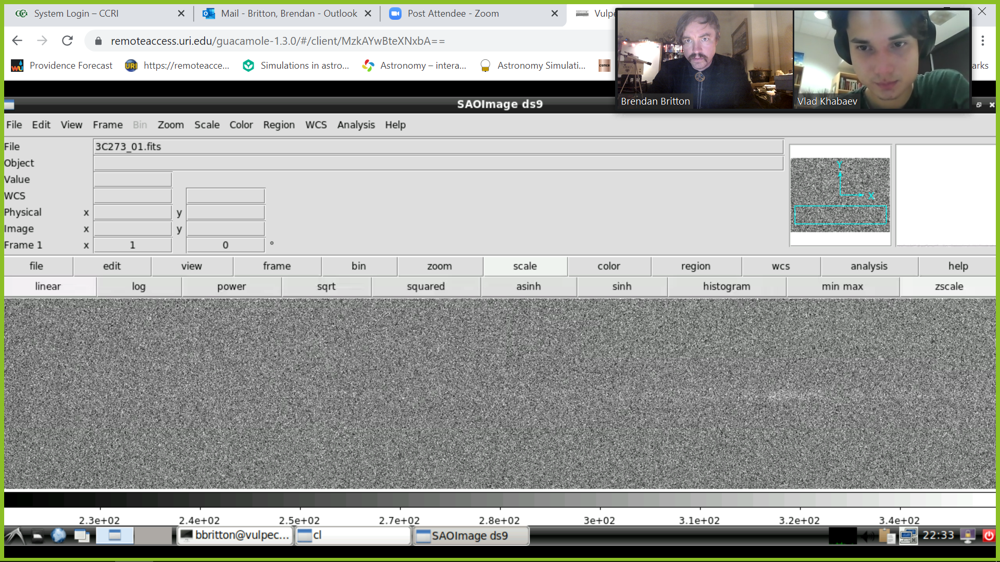 System Login – CCRI
Mail - Britton, Brendan - Outlook
Post Attendee - Zoom
Vulpe
remoteaccess.uri.edu/guacamole-1.3.0/#/client/MzkAYwBteXNxbA==
Providence Forecast
URI
https://remoteacce...
Simulations in astro...
Astronomy – intera...
Astronomy Simulati...
csmce
arks
Brendan Britton
Vlad Khabaev
SAOImage ds9
File Edit View Frame Bin Zoom Scale Color Region WCS Analysis Help
File 3C273_01.fits
Object
Value
WCS
Physical x y
Image x y
Frame 1 x 1 0 °
Y
X
file edit view frame bin zoom scale color region wcs analysis help
linear log power sqrt squared asinh sinh histogram min max zscale
2.3e+02 2.4e+02 2.5e+02 2.7e+02 2.8e+02 3e+02 3.1e+02 3.2e+02 3.4e+02
bbritton@vulpec... cl SAOImage ds9 22:33